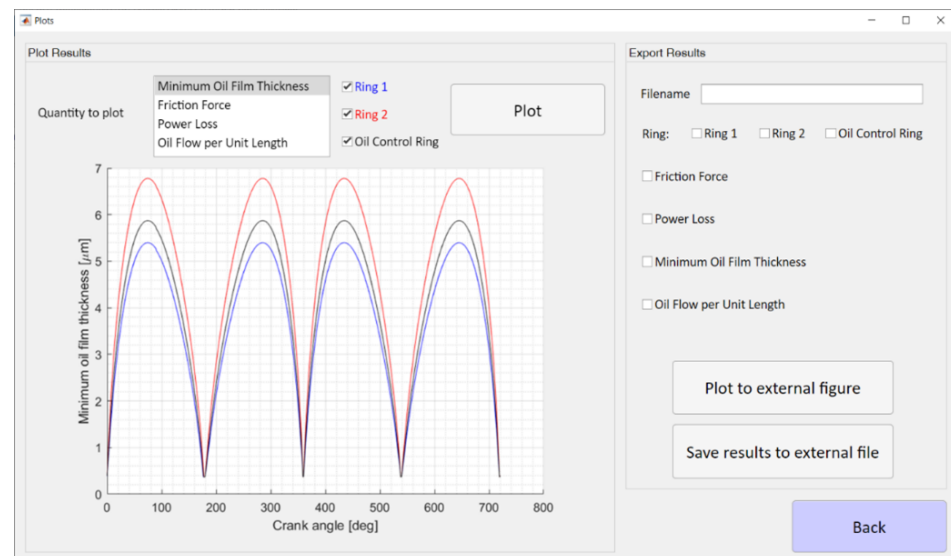 Plots
Plot Results
Quantity to plot
Minimum Oil Film Thickness
Friction Force
Power Loss
Oil Flow per Unit Length
Ring 1
Ring 2
Oil Control Ring
Plot
7
6
5
4
3
2
1
0
Minimum oil film thickness [μm]
0 100 200 300 400 500 600 700 800
Crank angle [deg]
Export Results
Filename
Ring: Ring 1 Ring 2 Oil Control Ring
Friction Force
Power Loss
Minimum Oil Film Thickness
Oil Flow per Unit Length
Plot to external figure
Save results to external file
Back